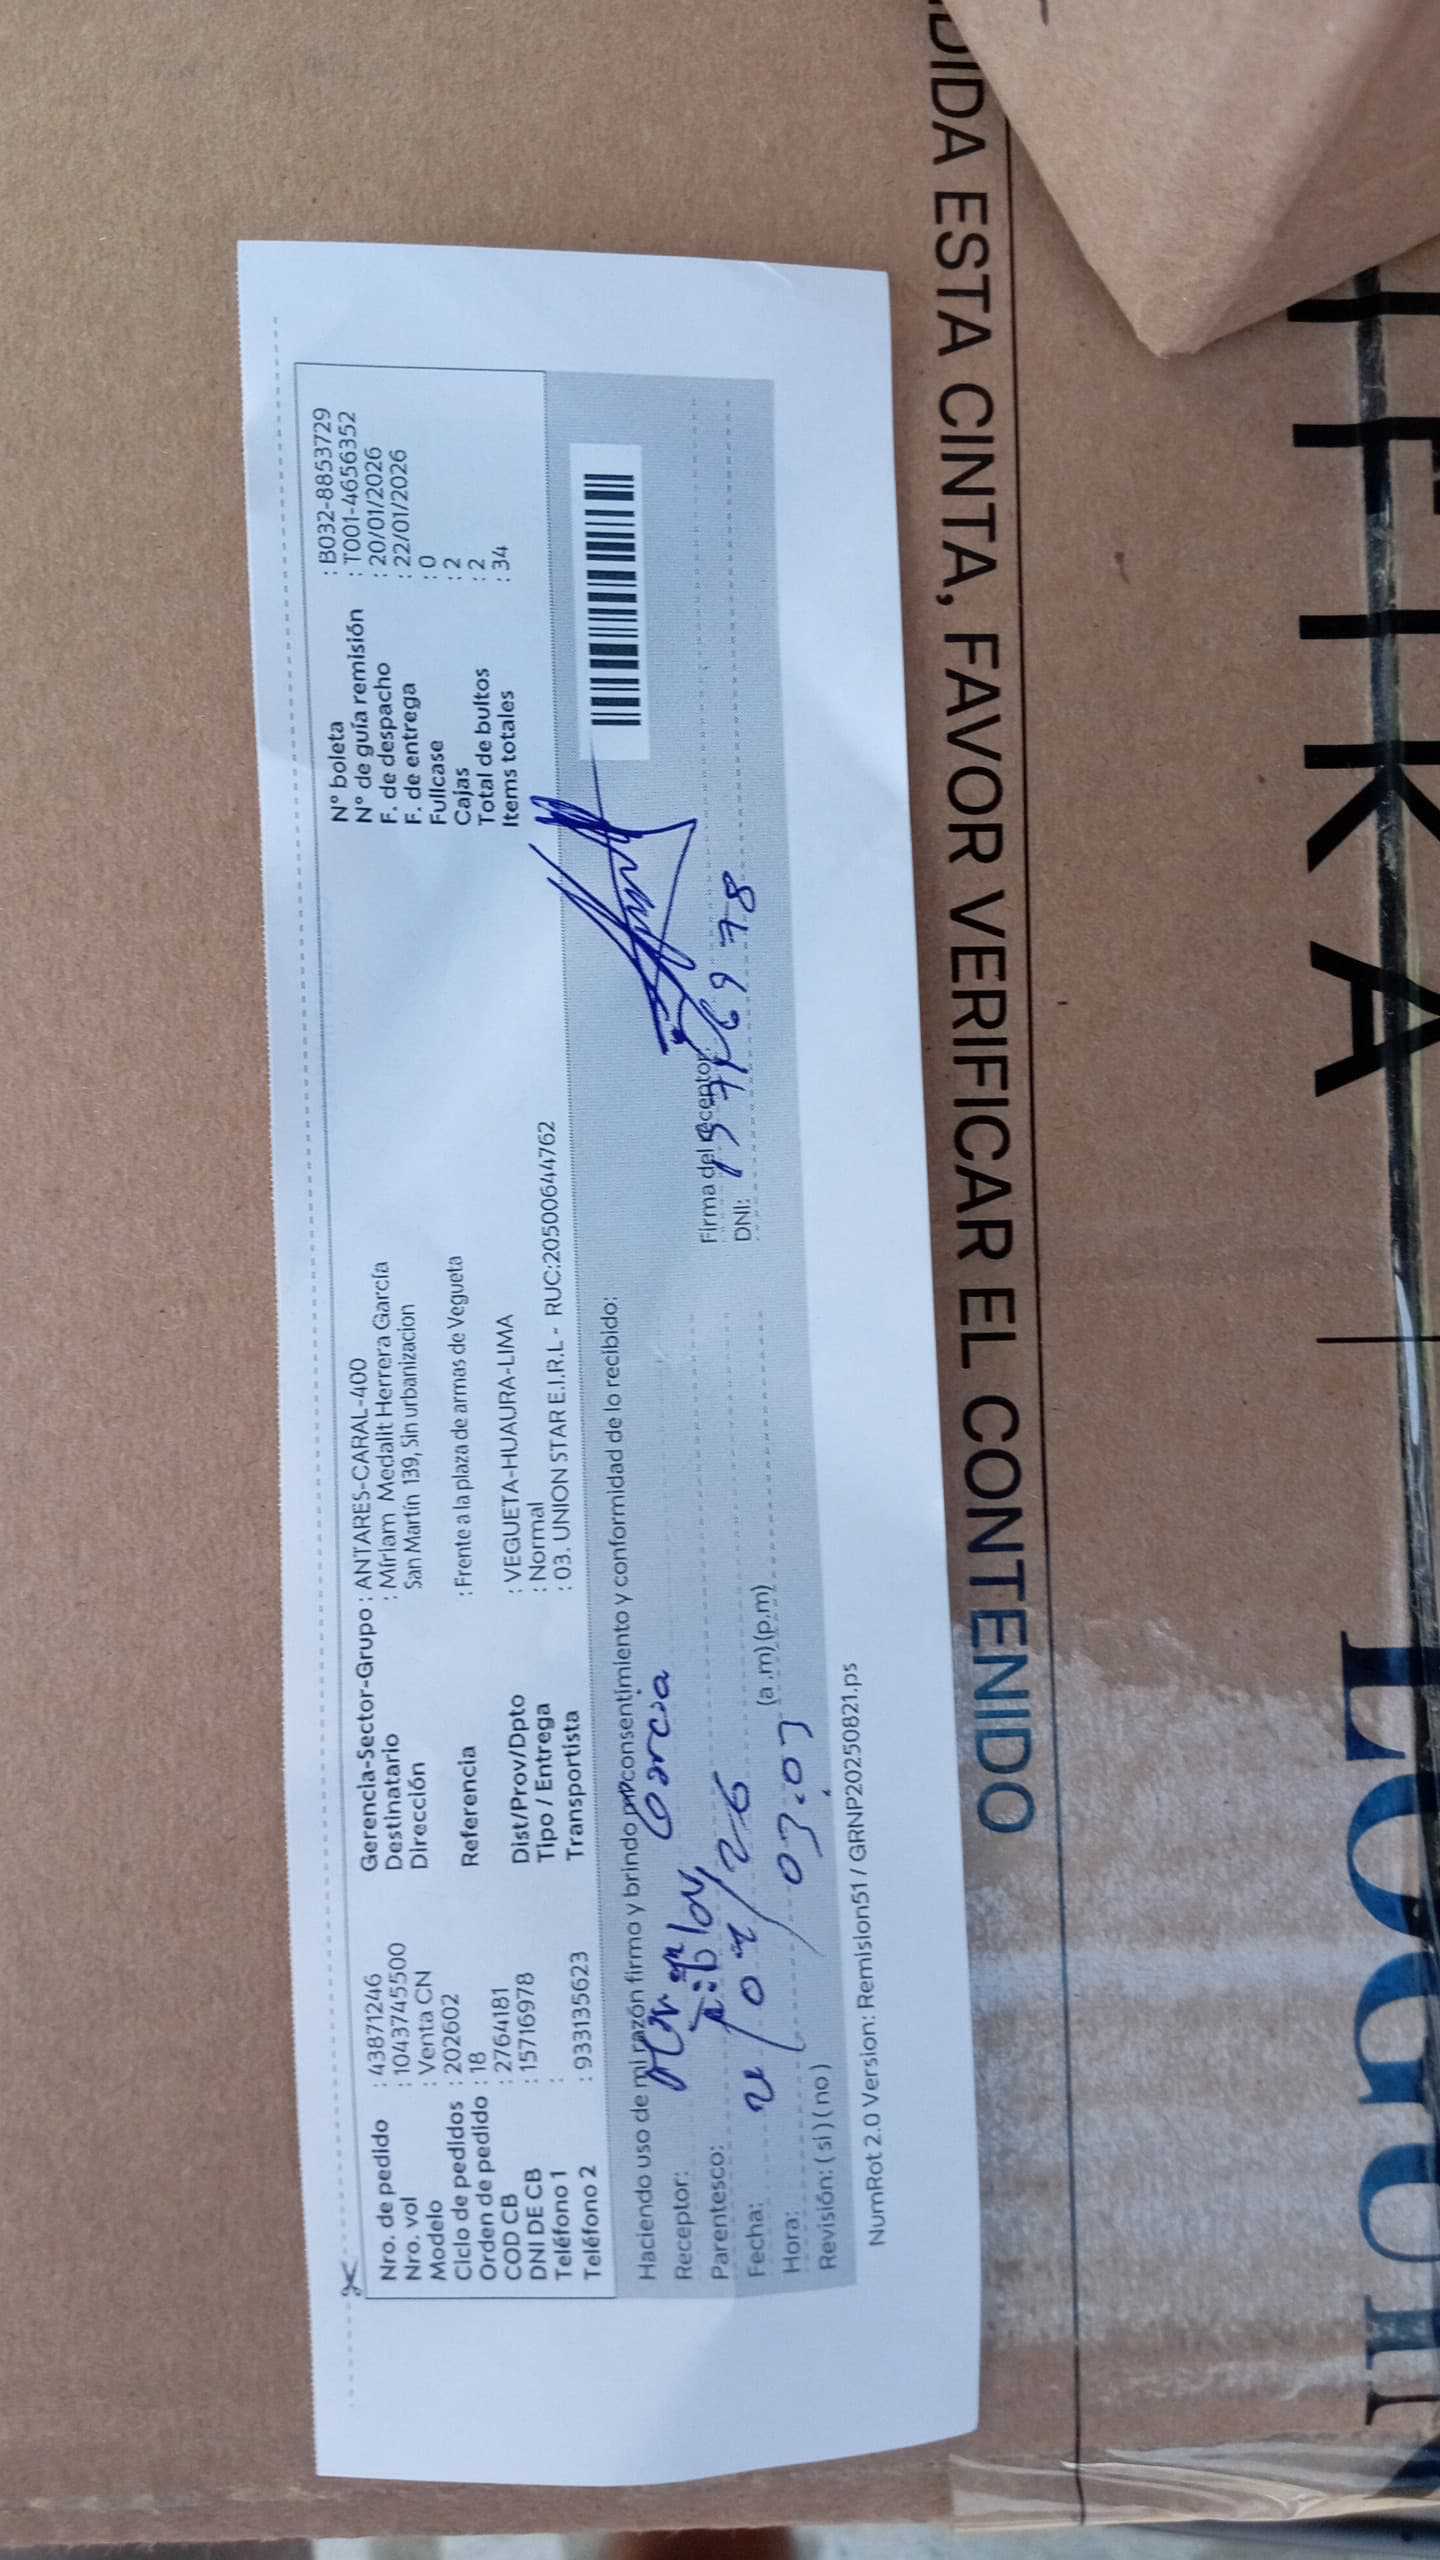 Nro. de pedido : 43871246
Nro. vol : 1043745500
Modelo : Venta CN
Ciclo de pedidos : 202602
Orden de pedido : 18
COD CB : 2764181
DNI DE CB : 15716978
Teléfono 1 :
Teléfono 2 : 933135623
Gerencia-Sector-Grupo : ANTARES-CARAL-400
Destinatario : Miriam Medalit Herrera García
Dirección San Martín 139, Sin urbanizacion
Referencia : Frente a la plaza de armas de Vegueta
Dist/Prov/Dpto : VEGUETA-HUAURA-LIMA
Tipo / Entrega : Normal
Transportista : 03. UNION STAR E.I.R.L - RUC:20500644762
N° boleta : B032-8853729
N° de guía remisión : T001-4656352
F. de despacho : 20/01/2026
F. de entrega : 22/01/2026
Fullcase : 0
Cajas : 2
Total de bultos : 2
Items totales : 34
Haciendo uso de mi razón firmo y brindo mi consentimiento y conformidad de lo recibido:
Receptor: Garcia
Parentesco:
Fecha:
Hora: 03:03 (a.m) (p.m)
Revisión: ( si ) ( no )
Firma del receptor:
DNI:
NumRot 2.0 Version: Remision51 / GRNP20250821.ps
ESTA CINTA, FAVOR VERIFICAR EL CONTENIDO